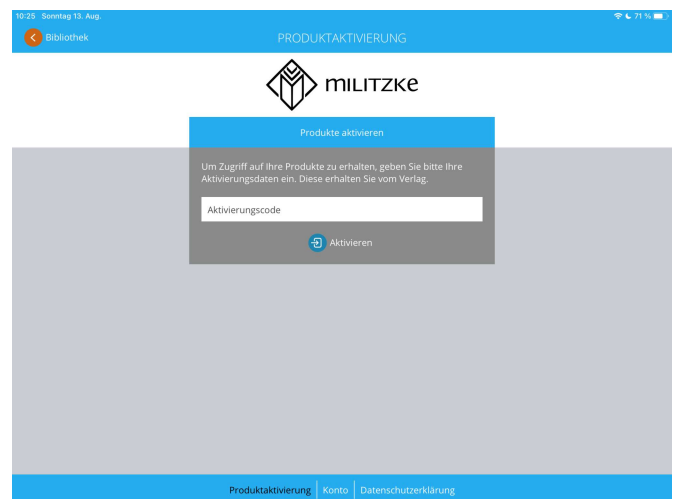 10:25 Sonntag 13. Aug.
71 %
Bibliothek
PRODUKTAKTIVIERUNG
MILITZKe
Produkte aktivieren
Um Zugriff auf Ihre Produkte zu erhalten, geben Sie bitte Ihre
Aktivierungsdaten ein. Diese erhalten Sie vom Verlag.
Aktivierungscode
Aktivieren
Produktaktivierung | Konto | Datenschutzerklärung